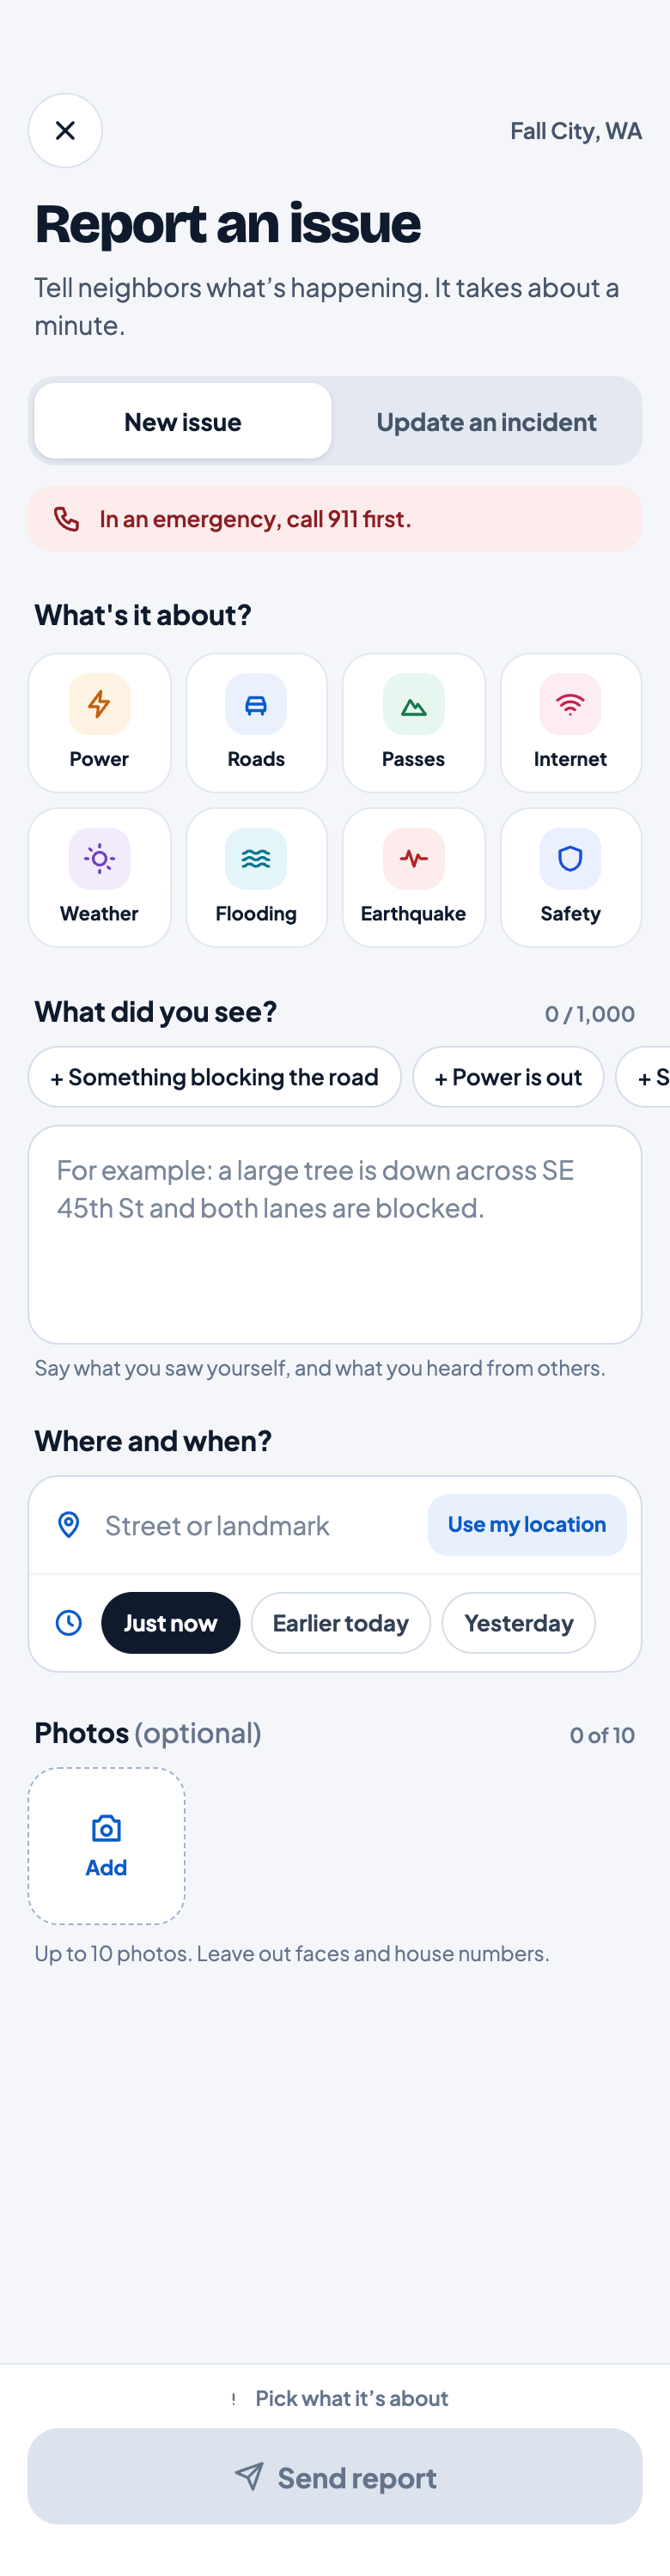 Fall City, WA
Report an issue
Tell neighbors what’s happening. It takes about a
minute.
New issue
Update an incident
In an emergency, call 911 first.
What's it about?
Power
Roads
Passes
Internet
Weather
Flooding
Earthquake
Safety
What did you see?
0 / 1,000
+ Something blocking the road
+ Power is out
+ S
For example: a large tree is down across SE
45th St and both lanes are blocked.
Say what you saw yourself, and what you heard from others.
Where and when?
Street or landmark
Use my location
Just now
Earlier today
Yesterday
Photos (optional)
0 of 10
Add
Up to 10 photos. Leave out faces and house numbers.
! Pick what it’s about
Send report